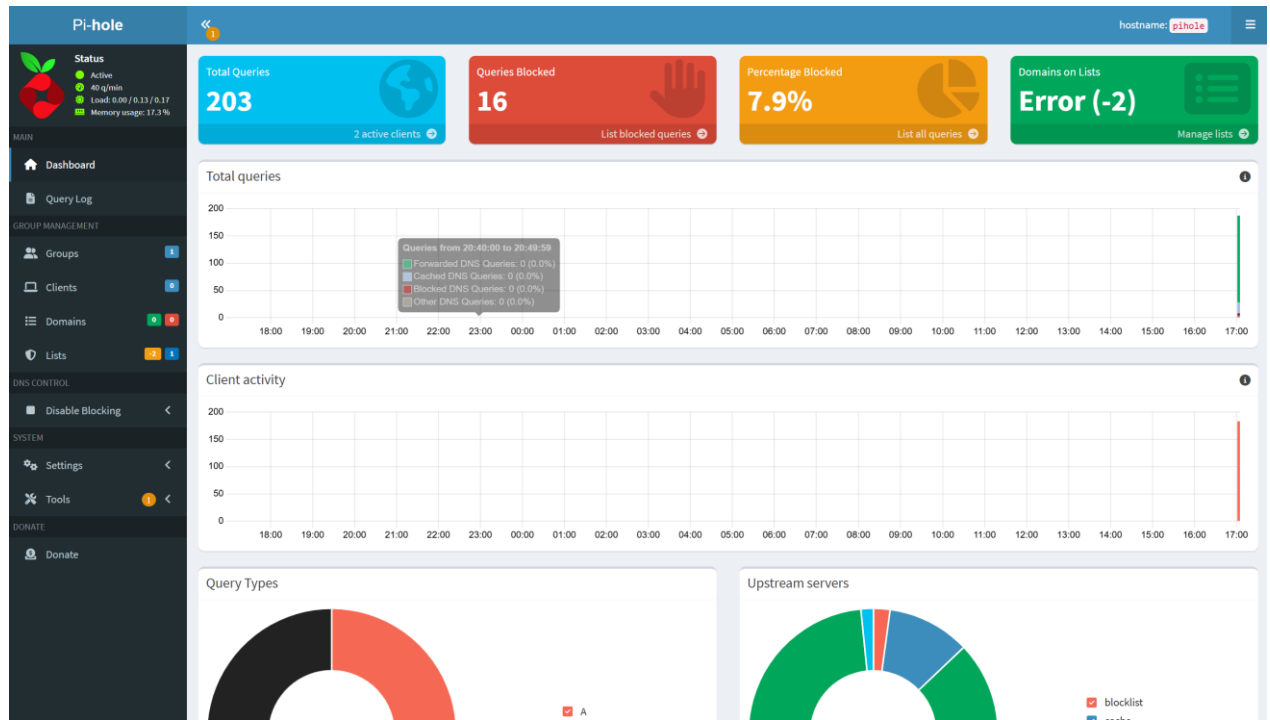 Pi-hole
1
hostname: pihole
Status
Active
40 q/min
Load: 0.00 / 0.13 / 0.17
Memory usage: 17.3 %
MAIN
Dashboard
Query Log
GROUP MANAGEMENT
Groups 1
Clients 0
Domains 0 0
Lists -2 1
DNS CONTROL
Disable Blocking
SYSTEM
Settings
Tools 1
DONATE
Donate
Total Queries
203
2 active clients
Queries Blocked
16
List blocked queries
Percentage Blocked
7.9%
List all queries
Domains on Lists
Error (-2)
Manage lists
Total queries
200
150
100
50
0
Queries from 20:40:00 to 20:49:59
Forwarded DNS Queries: 0 (0.0%)
Cached DNS Queries: 0 (0.0%)
Blocked DNS Queries: 0 (0.0%)
Other DNS Queries: 0 (0.0%)
18:00 19:00 20:00 21:00 22:00 23:00 00:00 01:00 02:00 03:00 04:00 05:00 06:00 07:00 08:00 09:00 10:00 11:00 12:00 13:00 14:00 15:00 16:00 17:00
Client activity
200
150
100
50
0
18:00 19:00 20:00 21:00 22:00 23:00 00:00 01:00 02:00 03:00 04:00 05:00 06:00 07:00 08:00 09:00 10:00 11:00 12:00 13:00 14:00 15:00 16:00 17:00
Query Types
A
Upstream servers
blocklist